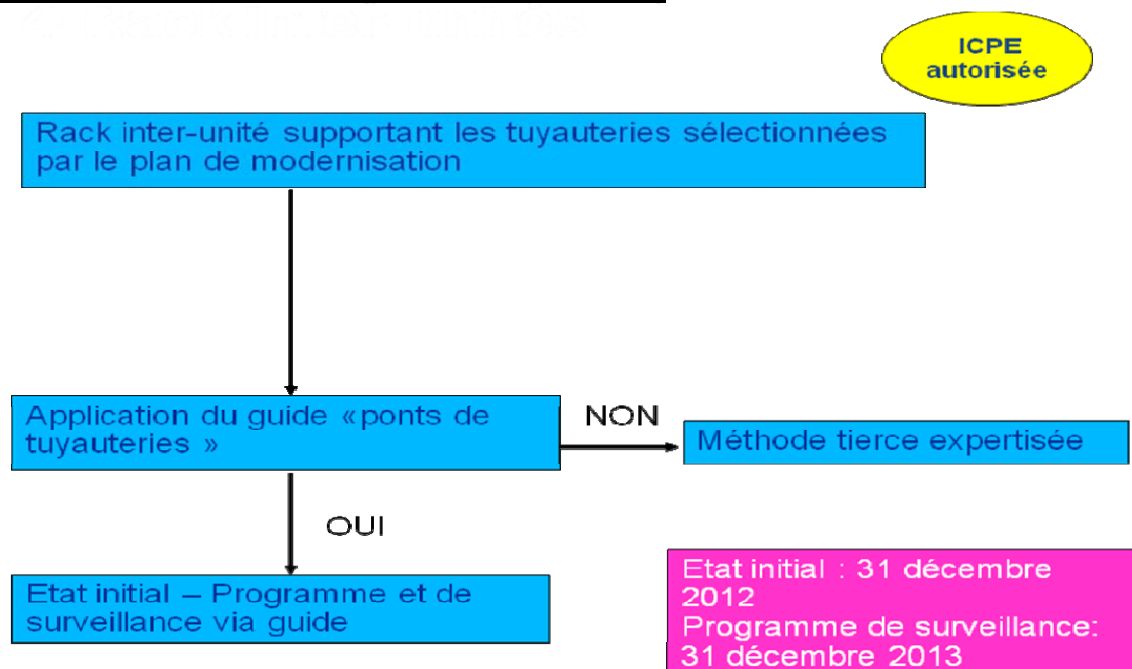 ICPE
autorisée
Rack inter-unité supportant les tuyauteries sélectionnées
par le plan de modernisation
Application du guide «ponts de
tuyauteries »
NON
Méthode tierce expertisée
OUI
Etat initial – Programme et de
surveillance via guide
Etat initial : 31 décembre
2012
Programme de surveillance:
31 décembre 2013